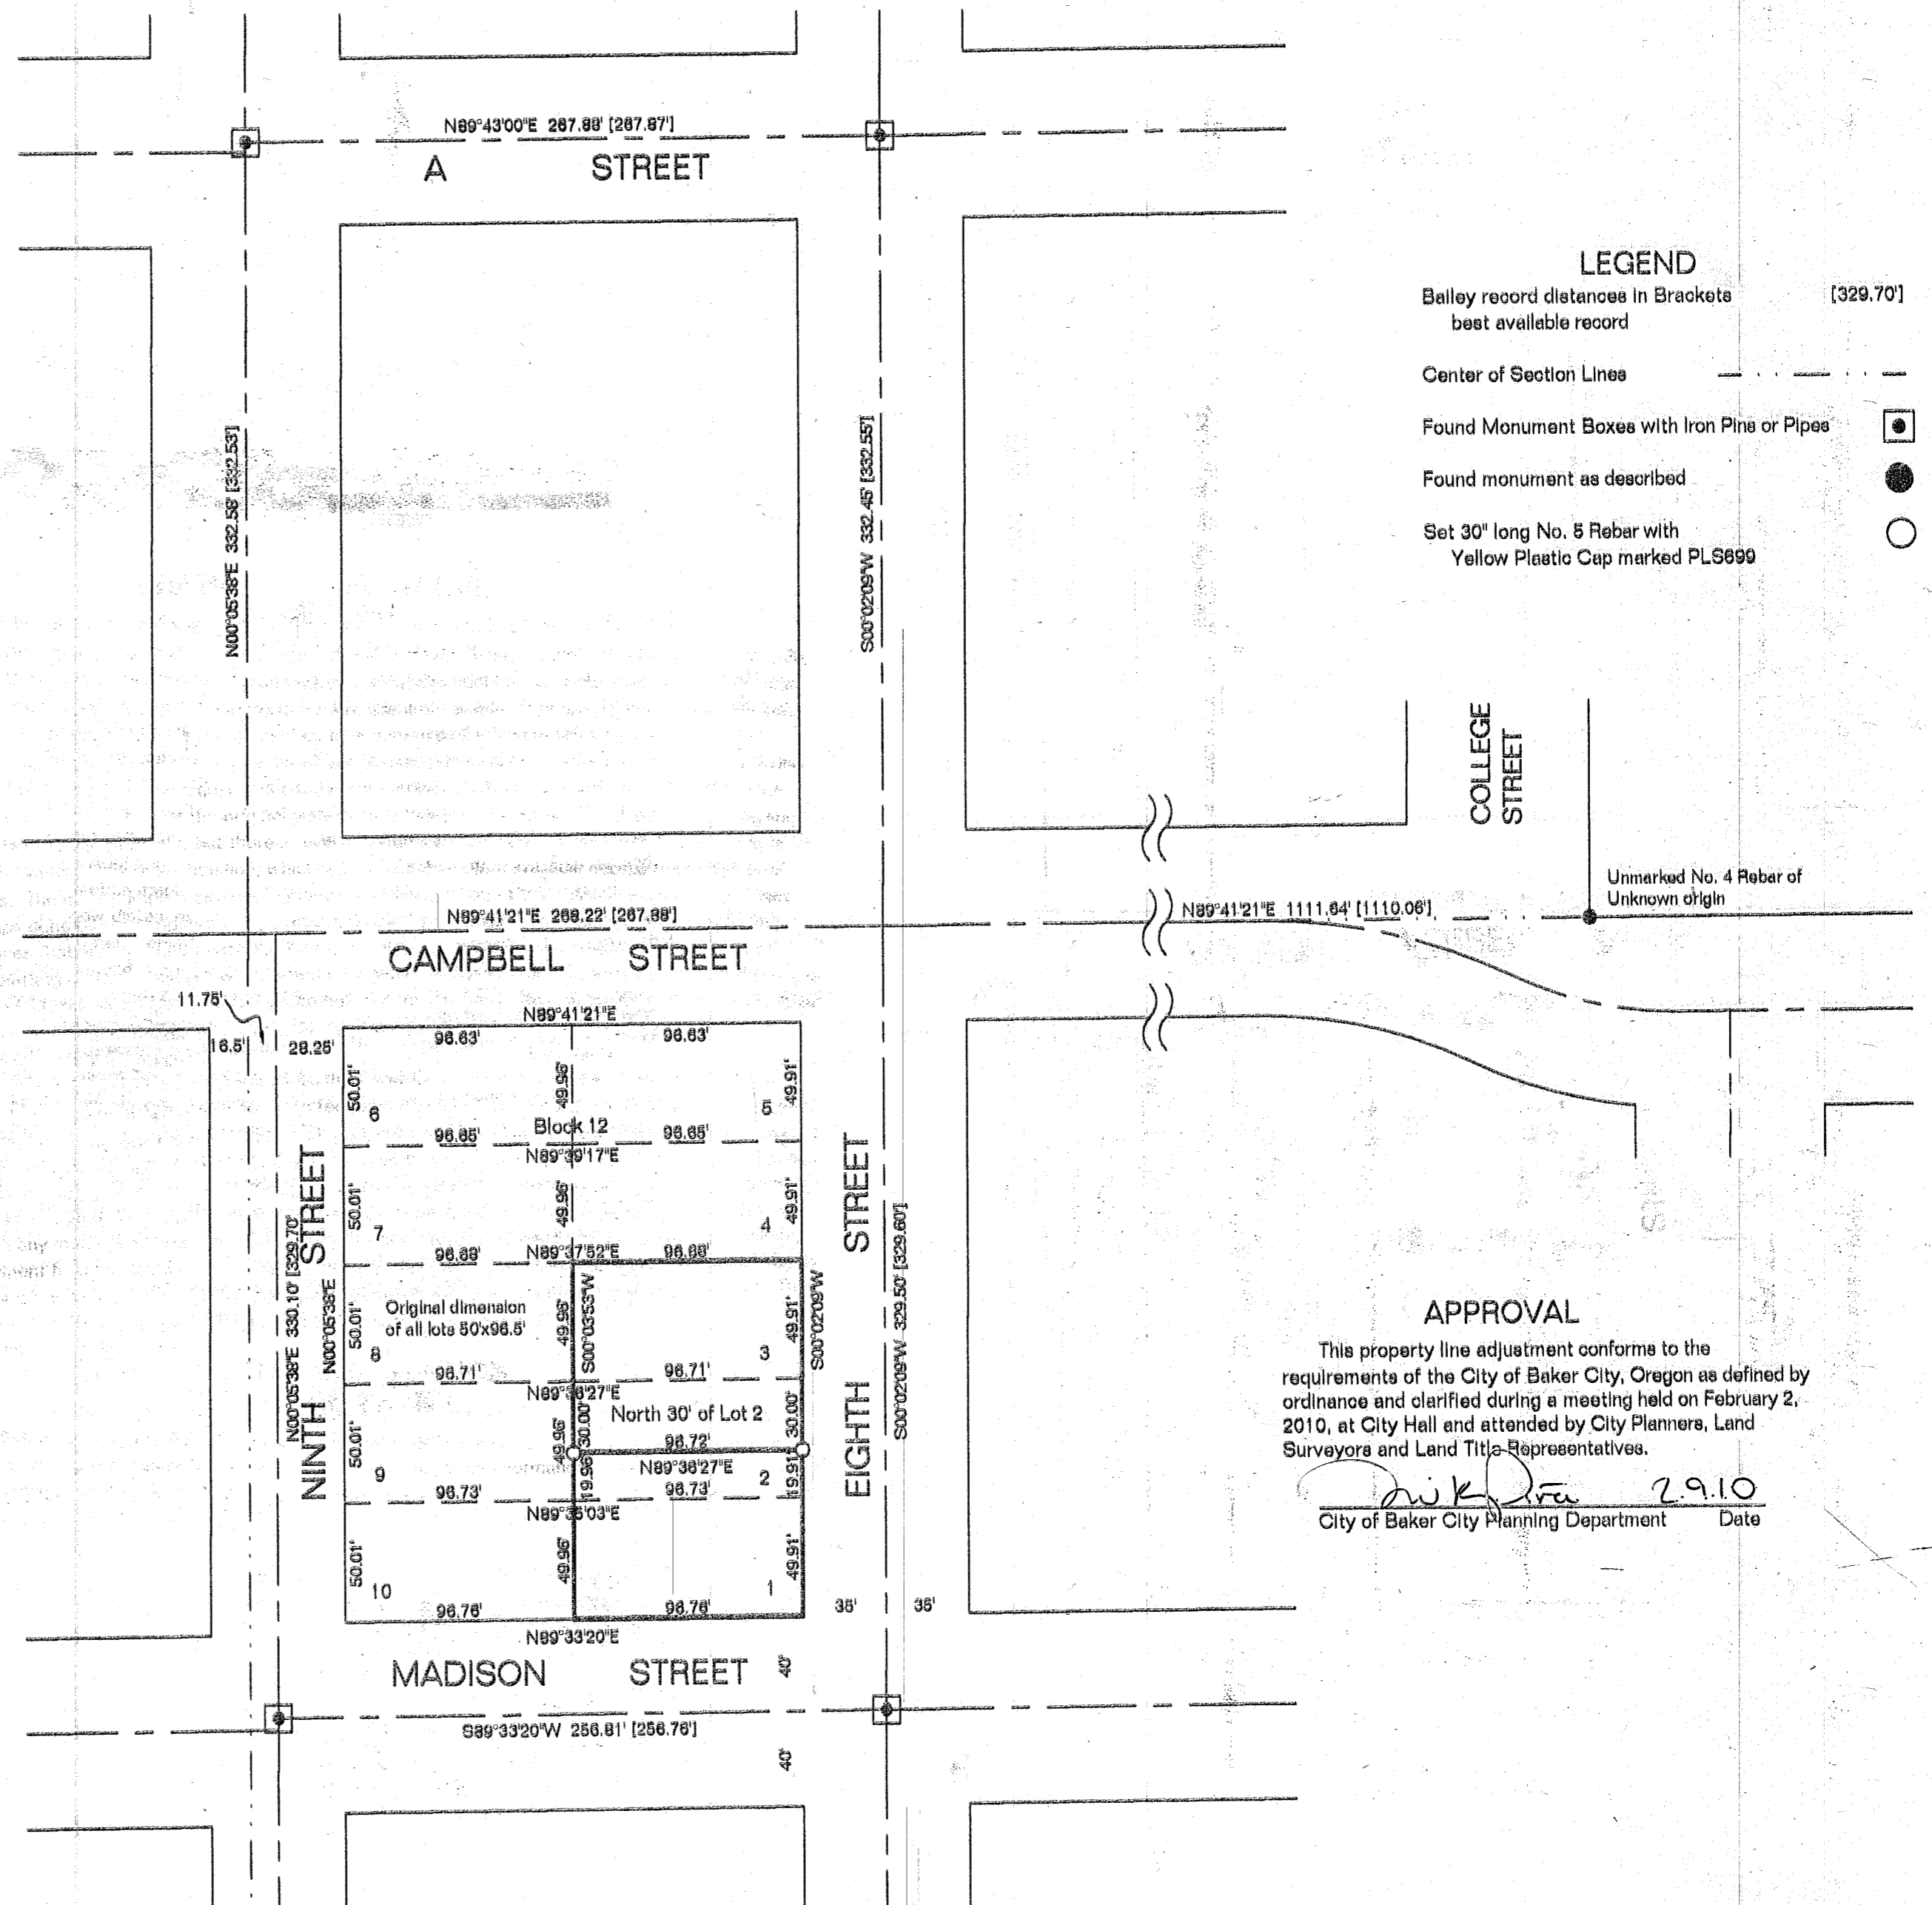 N89°43'00"E 267.88' [267.87']
A STREET
LEGEND
Bailey record distances in Brackets [329.70']
best available record
Center of Section Lines
Found Monument Boxes with Iron Pins or Pipes
Found monument as described
Set 30" long No. 5 Rebar with
Yellow Plastic Cap marked PLS699
N00°05'38"E 332.58' [332.53']
S00°02'09"W 332.45' [332.55']
COLLEGE
STREET
Unmarked No. 4 Rebar of
Unknown origin
N89°41'21"E 268.22' [267.88']
N89°41'21"E 1111.64' [1110.06']
CAMPBELL STREET
11.75'
16.5'
28.25'
N89°41'21"E
96.63' 96.63'
50.01' 49.96' 49.91'
6 5
Block 12
96.65' 96.65'
N89°39'17"E
50.01' 49.96' 49.91'
7 4
96.68' N89°37'52"E 96.68'
NINTH STREET
N00°05'38"E 330.10' [329.70']
N00°05'38"E
EIGHTH STREET
S00°02'09"W 329.50' [329.60']
S00°02'09"W
Original dimension
of all lots 50'x96.5'
50.01' 49.96' S00°03'53"W 49.91'
8 3
96.71' 96.71'
N89°36'27"E
North 30' of Lot 2
50.01' 49.96' 30.00' 30.00'
96.72'
N89°36'27"E
9 2
19.96' 19.91'
96.73' 96.73'
N89°35'03"E
50.01' 49.96' 49.91'
10 1
96.76' 96.76'
35' 35'
N89°33'20"E
MADISON STREET
40'
S89°33'20"W 256.81' [256.76']
40'
APPROVAL
This property line adjustment conforms to the
requirements of the City of Baker City, Oregon as defined by
ordinance and clarified during a meeting held on February 2,
2010, at City Hall and attended by City Planners, Land
Surveyors and Land Title Representatives.
2.9.10
City of Baker City Planning Department Date